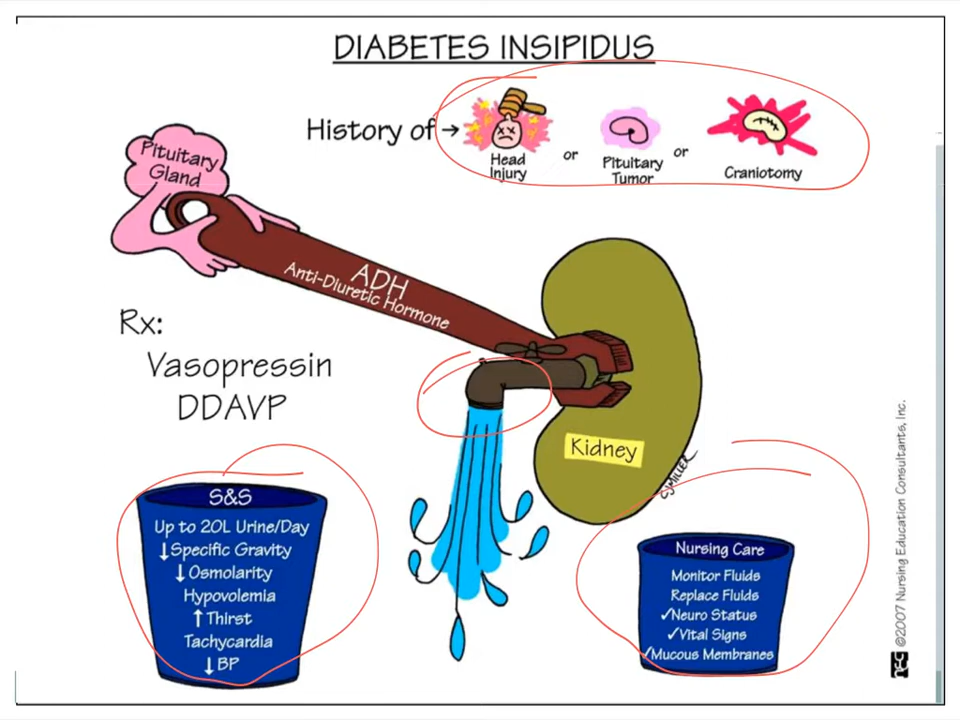 DIABETES INSIPIDUS
History of →
Head
Injury
or
Pituitary
Tumor
or
Craniotomy
Pituitary
Gland
ADH
Anti-Diuretic Hormone
Rx:
Vasopressin
DDAVP
Kidney
CJMILLER
S&S
Up to 20L Urine/Day
↓Specific Gravity
↓Osmolarity
Hypovolemia
↑Thirst
Tachycardia
↓BP
Nursing Care
Monitor Fluids
Replace Fluids
✓Neuro Status
✓Vital Signs
✓Mucous Membranes
©2007 Nursing Education Consultants, Inc.